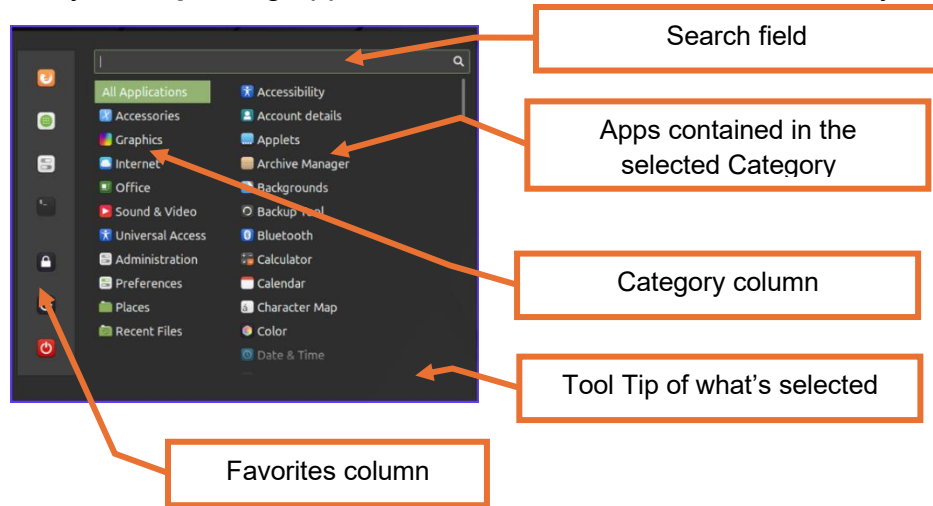 Search field
All Applications
Accessories
Graphics
Internet
Office
Sound & Video
Universal Access
Administration
Preferences
Places
Recent Files
Accessibility
Account details
Applets
Archive Manager
Backgrounds
Backup Tool
Bluetooth
Calculator
Calendar
Character Map
Color
Date & Time
Apps contained in the
selected Category
Category column
Tool Tip of what's selected
Favorites column